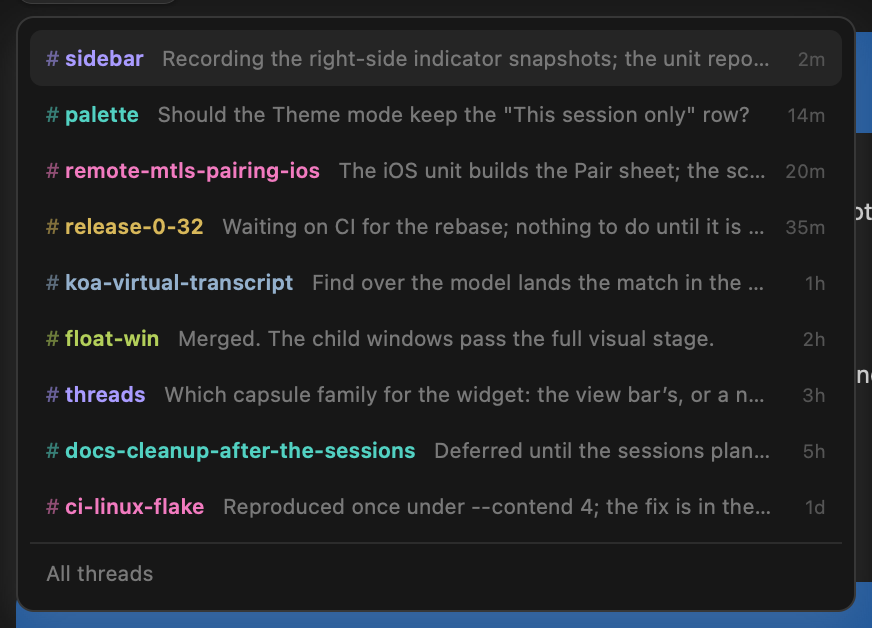 # sidebar Recording the right-side indicator snapshots; the unit repo... 2m
# palette Should the Theme mode keep the "This session only" row? 14m
# remote-mtls-pairing-ios The iOS unit builds the Pair sheet; the sc... 20m
# release-0-32 Waiting on CI for the rebase; nothing to do until it is ... 35m
# koa-virtual-transcript Find over the model lands the match in the ... 1h
# float-win Merged. The child windows pass the full visual stage. 2h
# threads Which capsule family for the widget: the view bar’s, or a n... 3h
# docs-cleanup-after-the-sessions Deferred until the sessions plan... 5h
# ci-linux-flake Reproduced once under --contend 4; the fix is in the... 1d
All threads